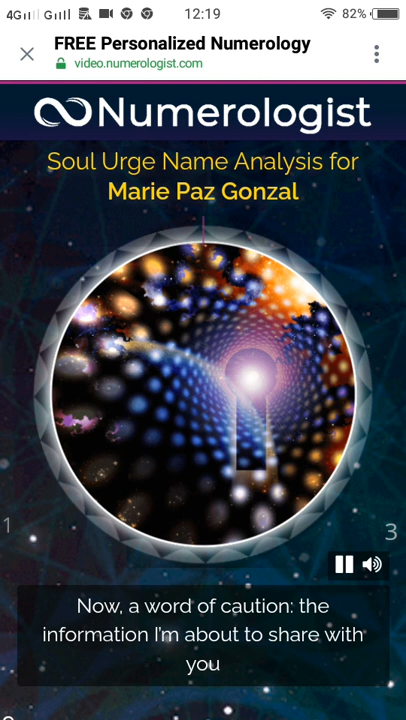 4G G 12:19 82%
FREE Personalized Numerology
video.numerologist.com
Numerologist
Soul Urge Name Analysis for
Marie Paz Gonzal
1
3
Now, a word of caution: the
information I'm about to share with
you